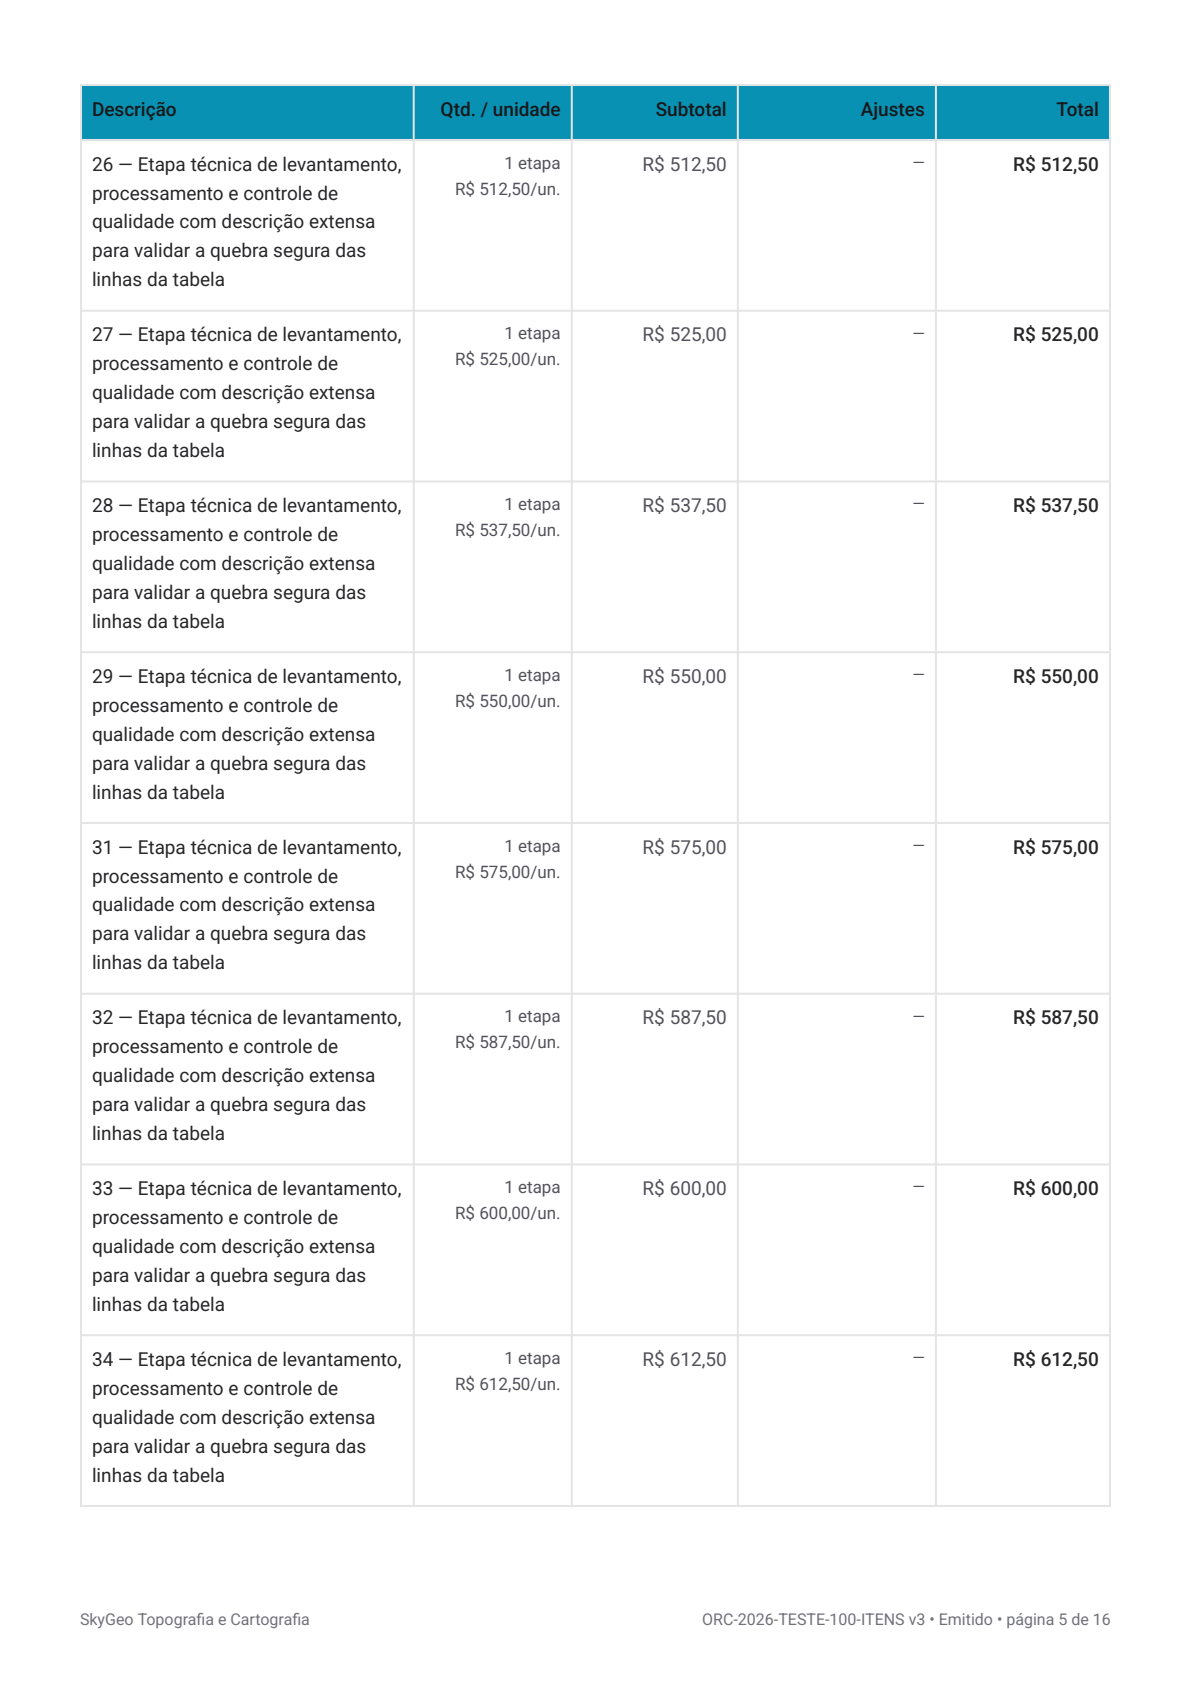 Descrição Qtd. / unidade Subtotal Ajustes Total
26 — Etapa técnica de levantamento, 1 etapa R$ 512,50 — R$ 512,50
processamento e controle de R$ 512,50/un.
qualidade com descrição extensa
para validar a quebra segura das
linhas da tabela
27 — Etapa técnica de levantamento, 1 etapa R$ 525,00 — R$ 525,00
processamento e controle de R$ 525,00/un.
qualidade com descrição extensa
para validar a quebra segura das
linhas da tabela
28 — Etapa técnica de levantamento, 1 etapa R$ 537,50 — R$ 537,50
processamento e controle de R$ 537,50/un.
qualidade com descrição extensa
para validar a quebra segura das
linhas da tabela
29 — Etapa técnica de levantamento, 1 etapa R$ 550,00 — R$ 550,00
processamento e controle de R$ 550,00/un.
qualidade com descrição extensa
para validar a quebra segura das
linhas da tabela
31 — Etapa técnica de levantamento, 1 etapa R$ 575,00 — R$ 575,00
processamento e controle de R$ 575,00/un.
qualidade com descrição extensa
para validar a quebra segura das
linhas da tabela
32 — Etapa técnica de levantamento, 1 etapa R$ 587,50 — R$ 587,50
processamento e controle de R$ 587,50/un.
qualidade com descrição extensa
para validar a quebra segura das
linhas da tabela
33 — Etapa técnica de levantamento, 1 etapa R$ 600,00 — R$ 600,00
processamento e controle de R$ 600,00/un.
qualidade com descrição extensa
para validar a quebra segura das
linhas da tabela
34 — Etapa técnica de levantamento, 1 etapa R$ 612,50 — R$ 612,50
processamento e controle de R$ 612,50/un.
qualidade com descrição extensa
para validar a quebra segura das
linhas da tabela
SkyGeo Topografia e Cartografia ORC-2026-TESTE-100-ITENS v3 • Emitido • página 5 de 16